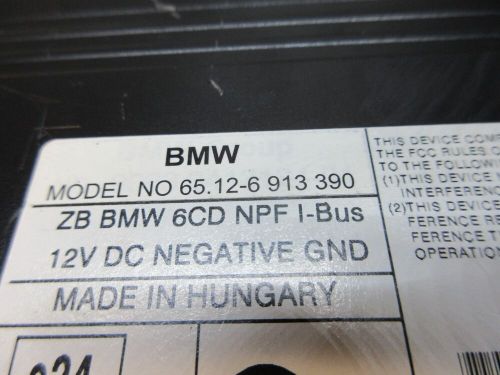 BMW
MODEL NO 65.12-6 913 390
ZB BMW 6CD NPF I-Bus
12V DC NEGATIVE GND
MADE IN HUNGARY
THIS DEVICE
THE FCC RULES
TO THE FOLLOW
(1)THIS DEVICE
INTERFERENC
(2)THIS DEVICE
FERENCE R
FERENCE T
OPERATION